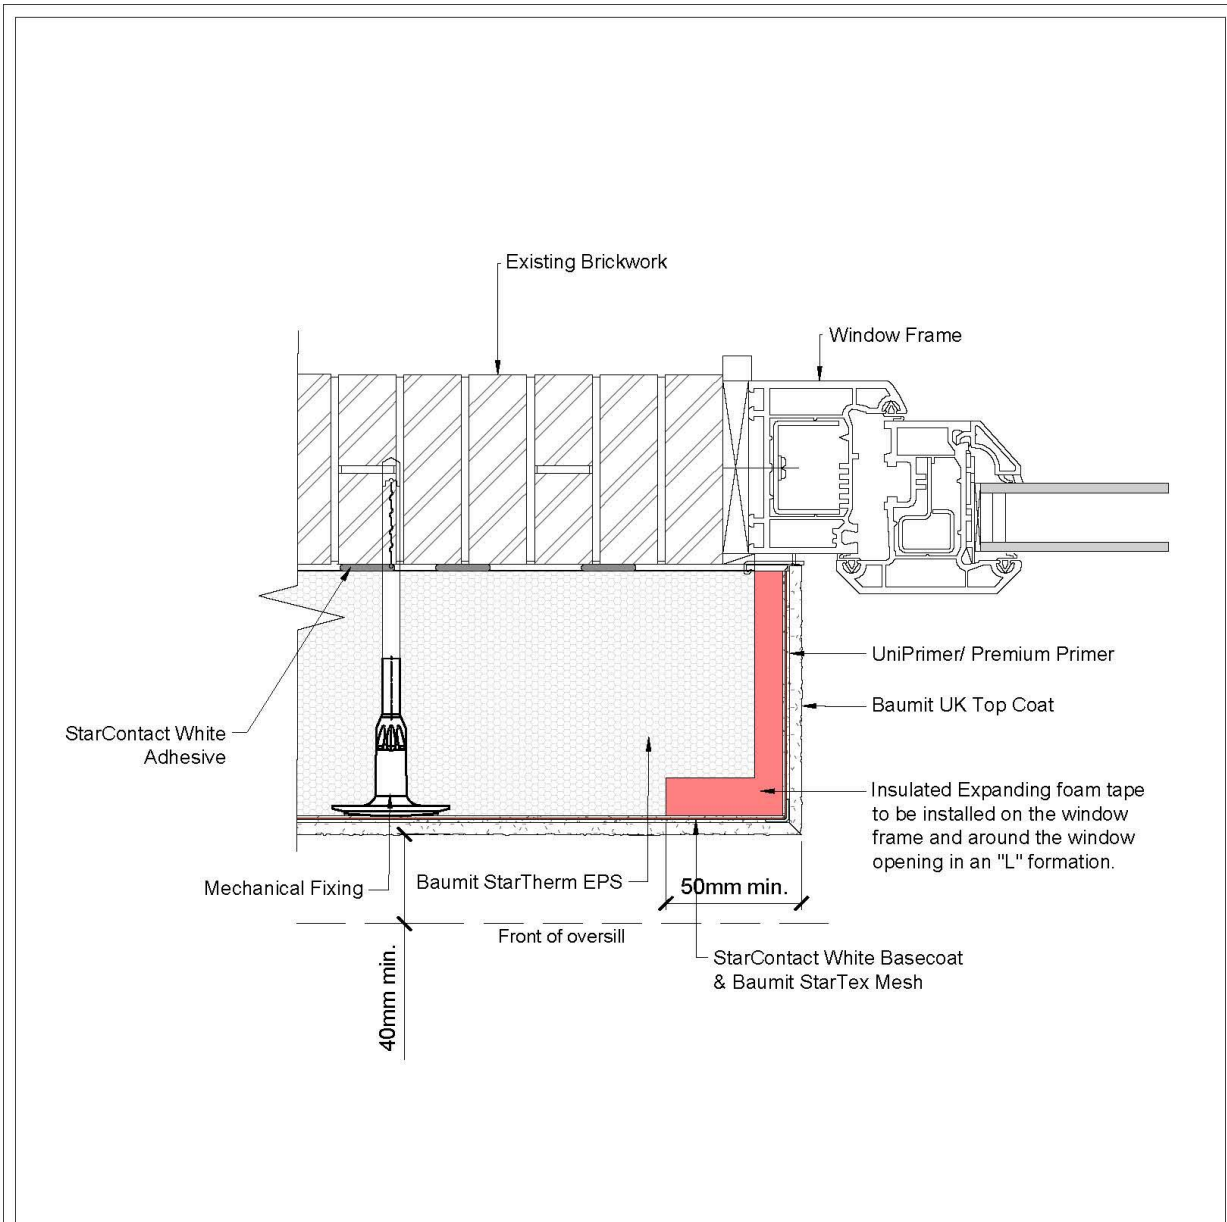 Existing Brickwork
Window Frame
UniPrimer/ Premium Primer
Baumit UK Top Coat
StarContact White
Adhesive
Insulated Expanding foam tape
to be installed on the window
frame and around the window
opening in an "L" formation.
Mechanical Fixing
Baumit StarTherm EPS
50mm min.
Front of oversill
StarContact White Basecoat
& Baumit StarTex Mesh
40mm min.